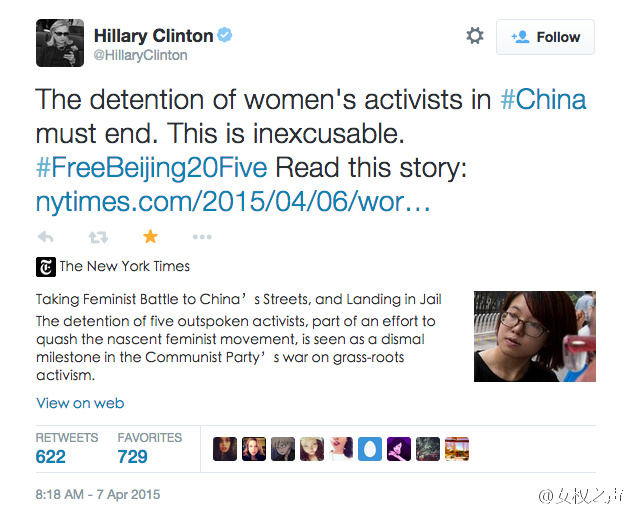 Hillary Clinton
@HillaryClinton
Follow
The detention of women's activists in #China
must end. This is inexcusable.
#FreeBeijing20Five Read this story:
nytimes.com/2015/04/06/wor…
The New York Times
Taking Feminist Battle to China's Streets, and Landing in Jail
The detention of five outspoken activists, part of an effort to
quash the nascent feminist movement, is seen as a dismal
milestone in the Communist Party's war on grass-roots
activism.
View on web
RETWEETS FAVORITES
622 729
8:18 AM - 7 Apr 2015
@女权之声